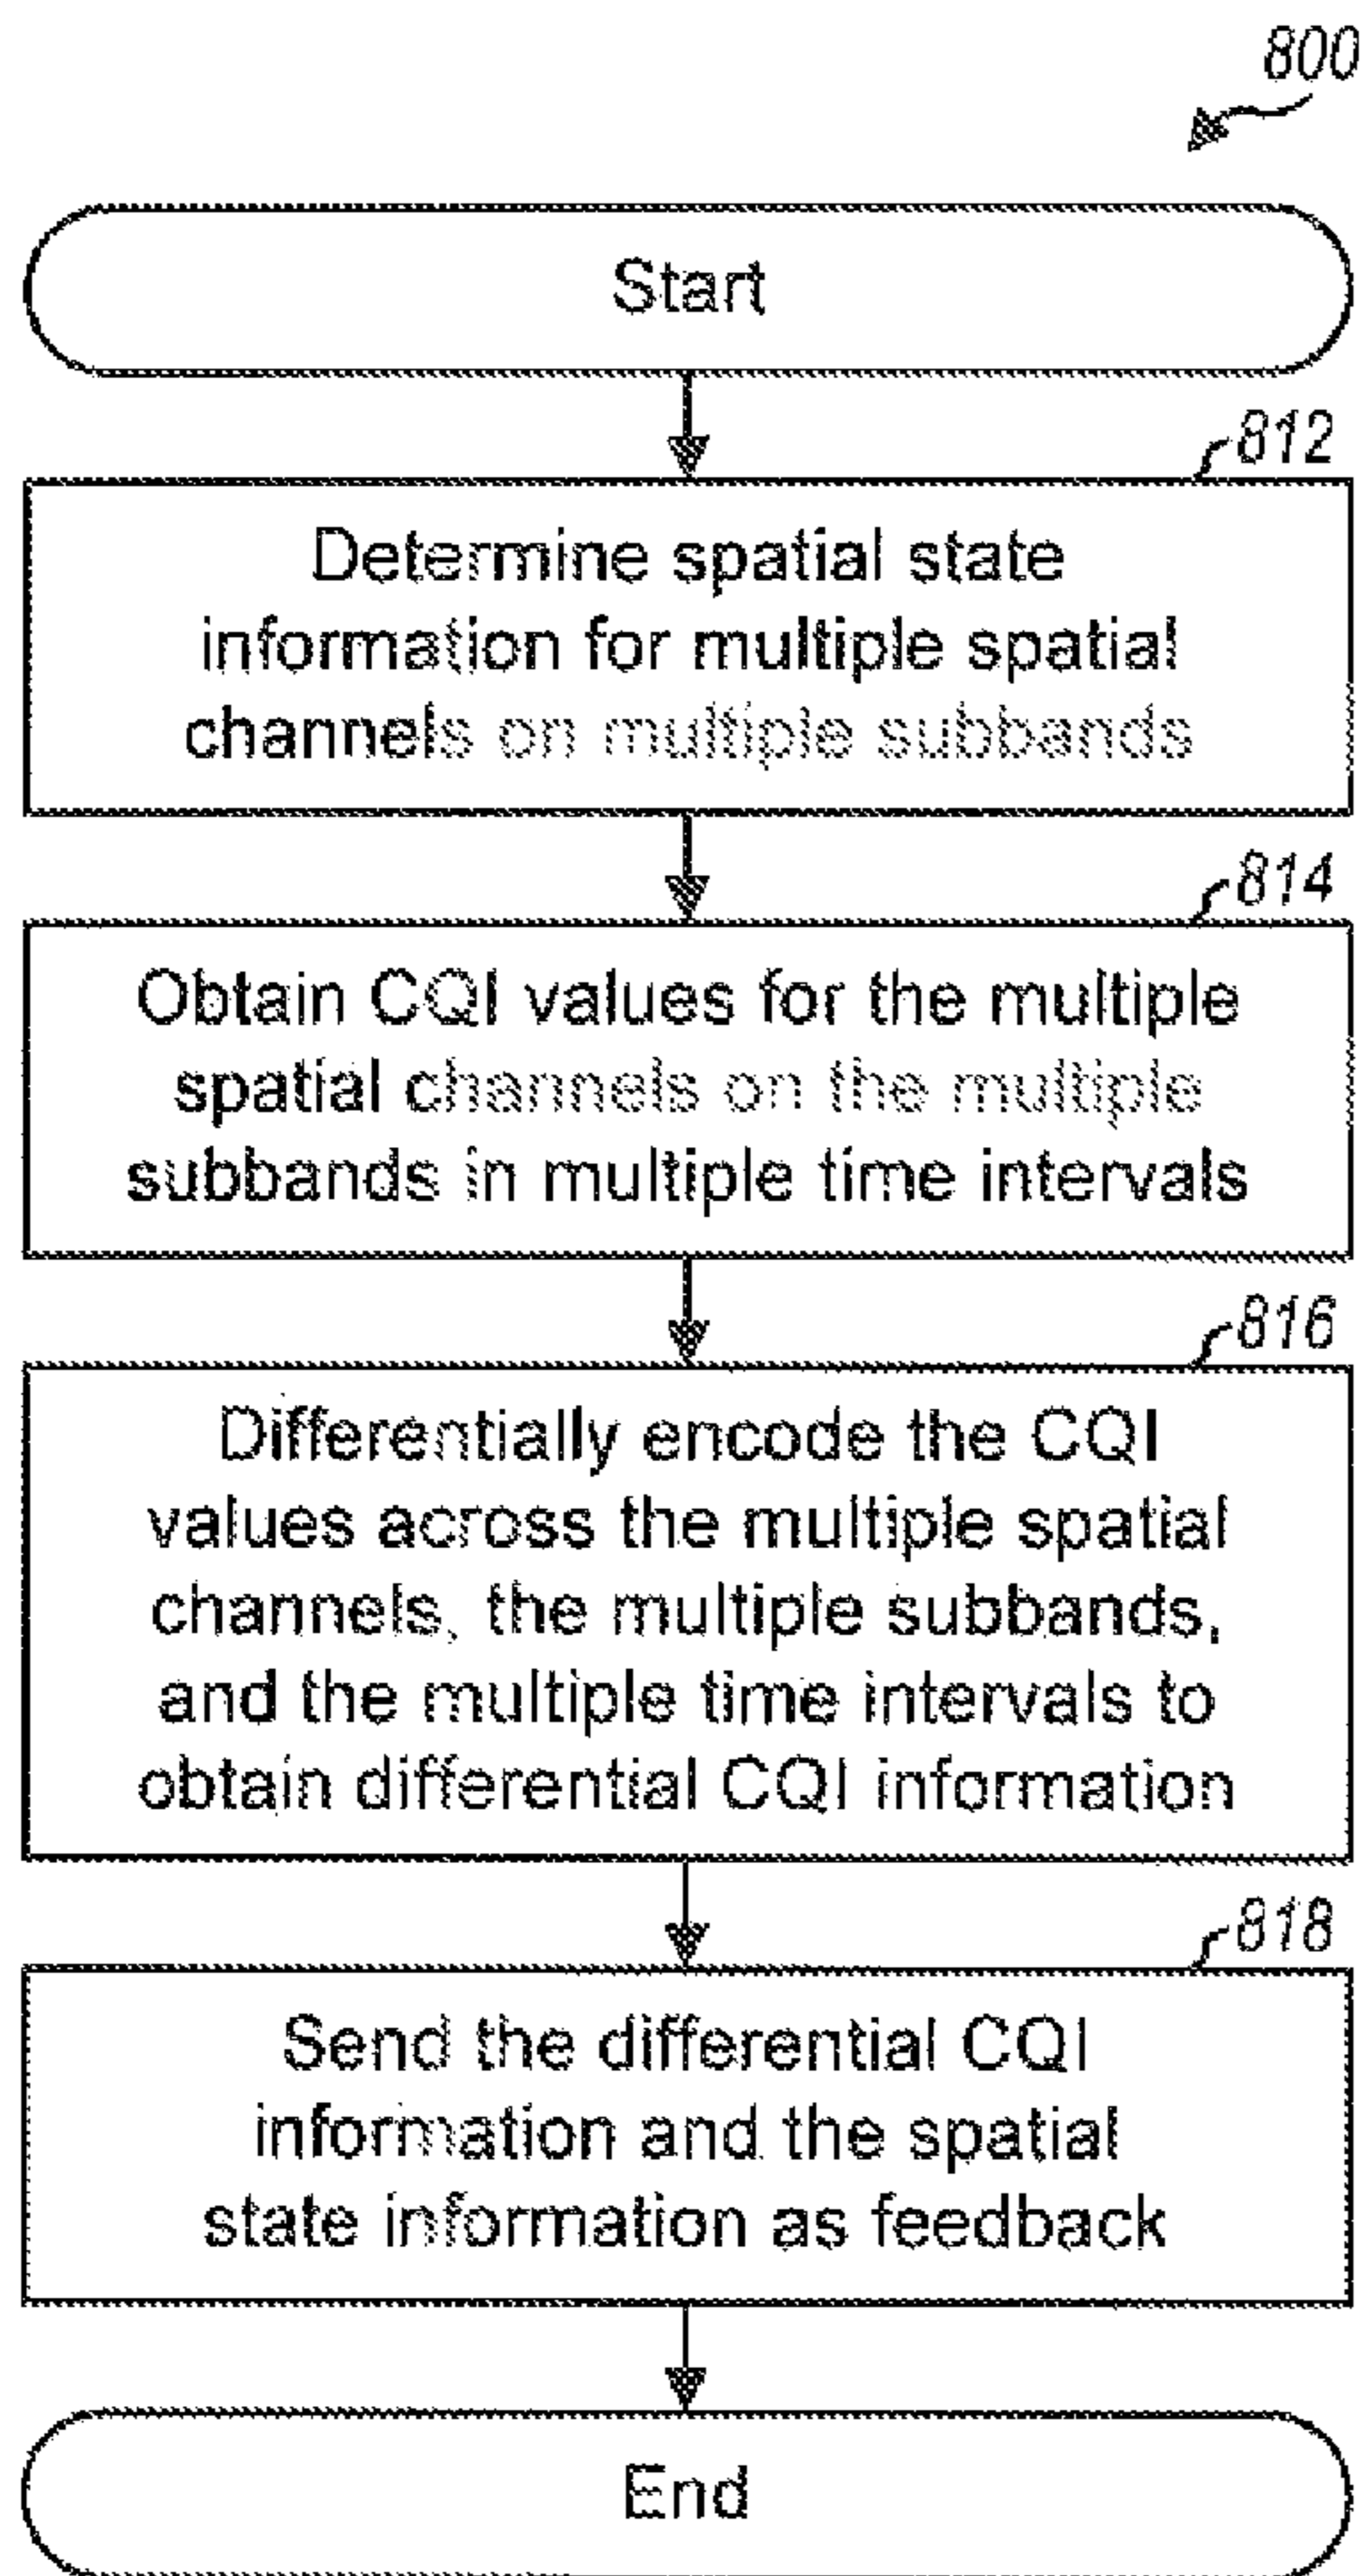 800
Start
812
Determine spatial state
information for multiple spatial
channels on multiple subbands
814
Obtain CQI values for the multiple
spatial channels on the multiple
subbands in multiple time intervals
816
Differentially encode the CQI
values across the multiple spatial
channels, the multiple subbands,
and the multiple time intervals to
obtain differential CQI information
818
Send the differential CQI
information and the spatial
state information as feedback
End